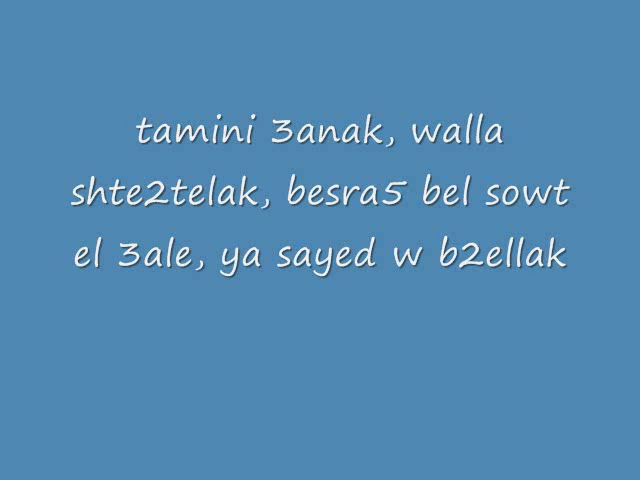 tamini 3anak, walla
shte2telak, besra5 bel sowt
el 3ale, ya sayed w b2ellak